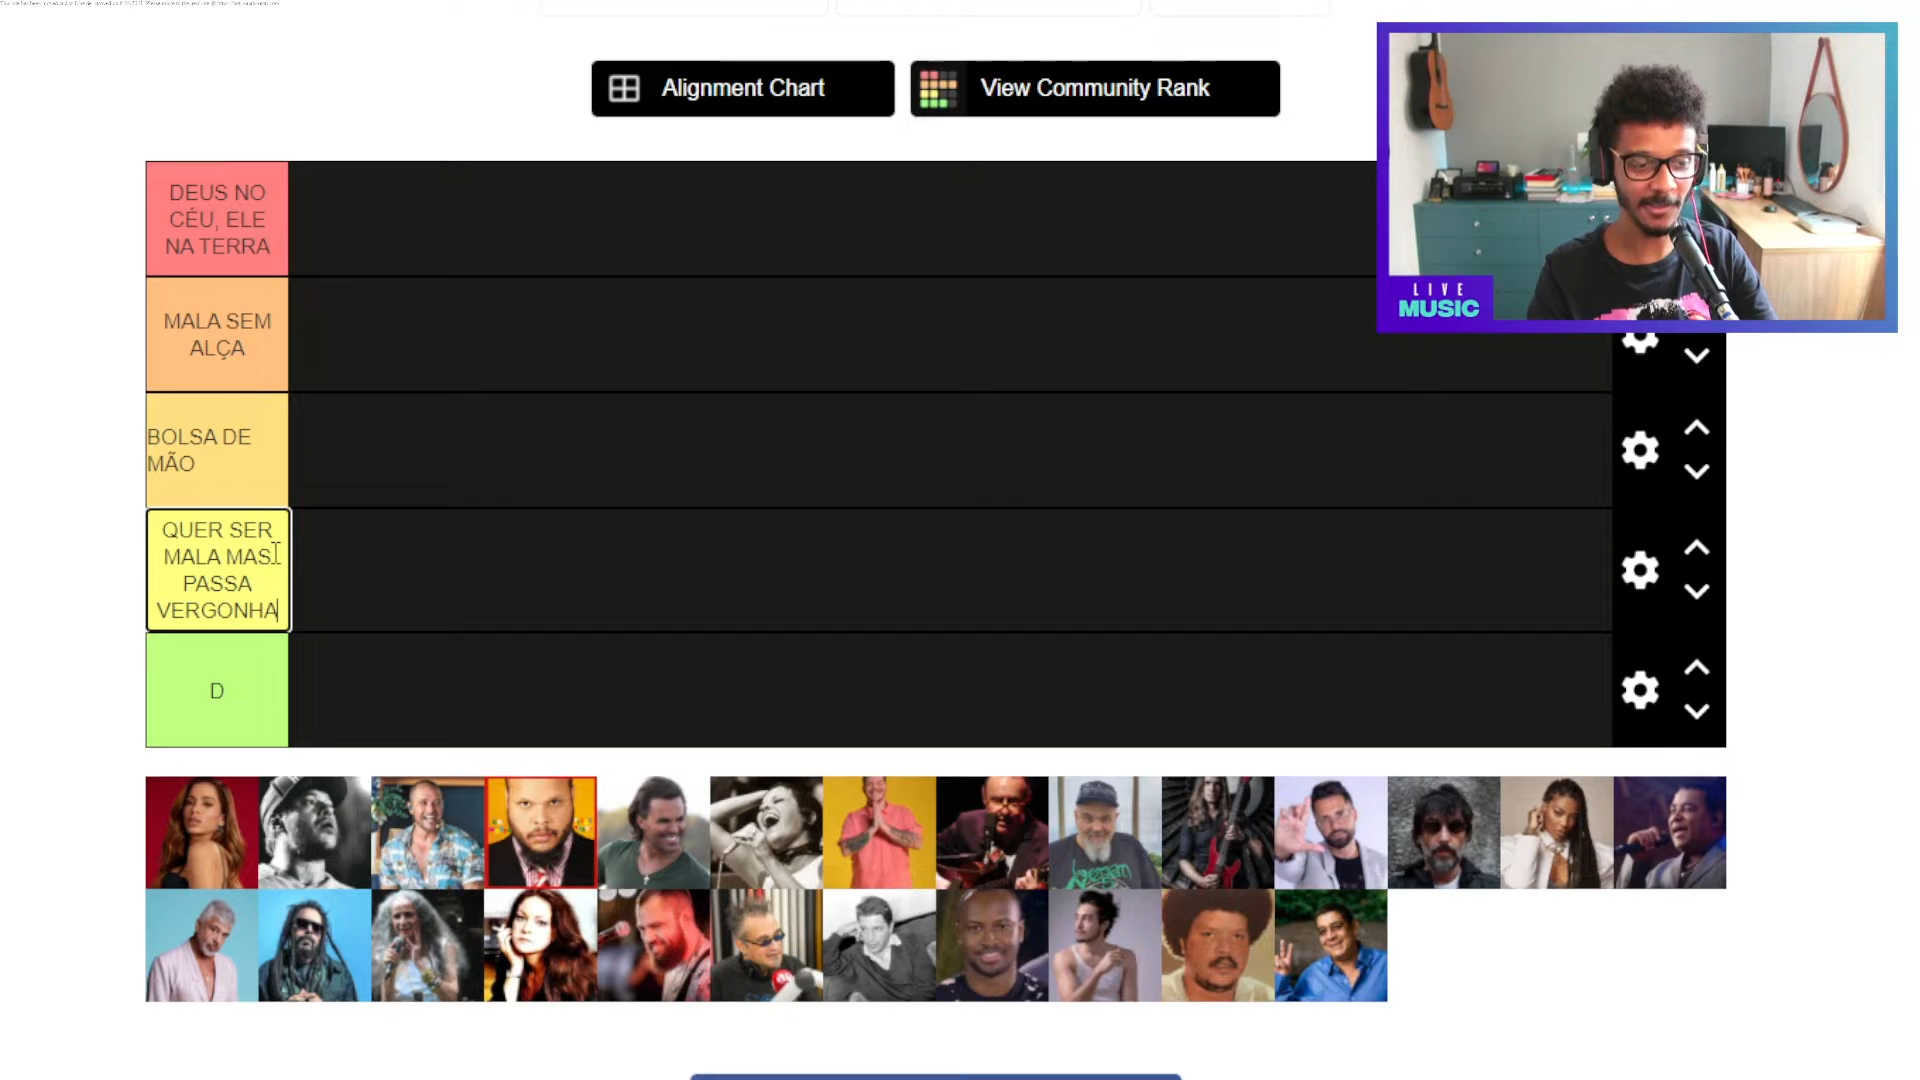 Alignment Chart
View Community Rank
DEUS NO
CÉU, ELE
NA TERRA
MALA SEM
ALÇA
BOLSA DE
MÃO
QUER SER
MALA MAS
PASSA
VERGONHA
D
LIVE
MUSIC